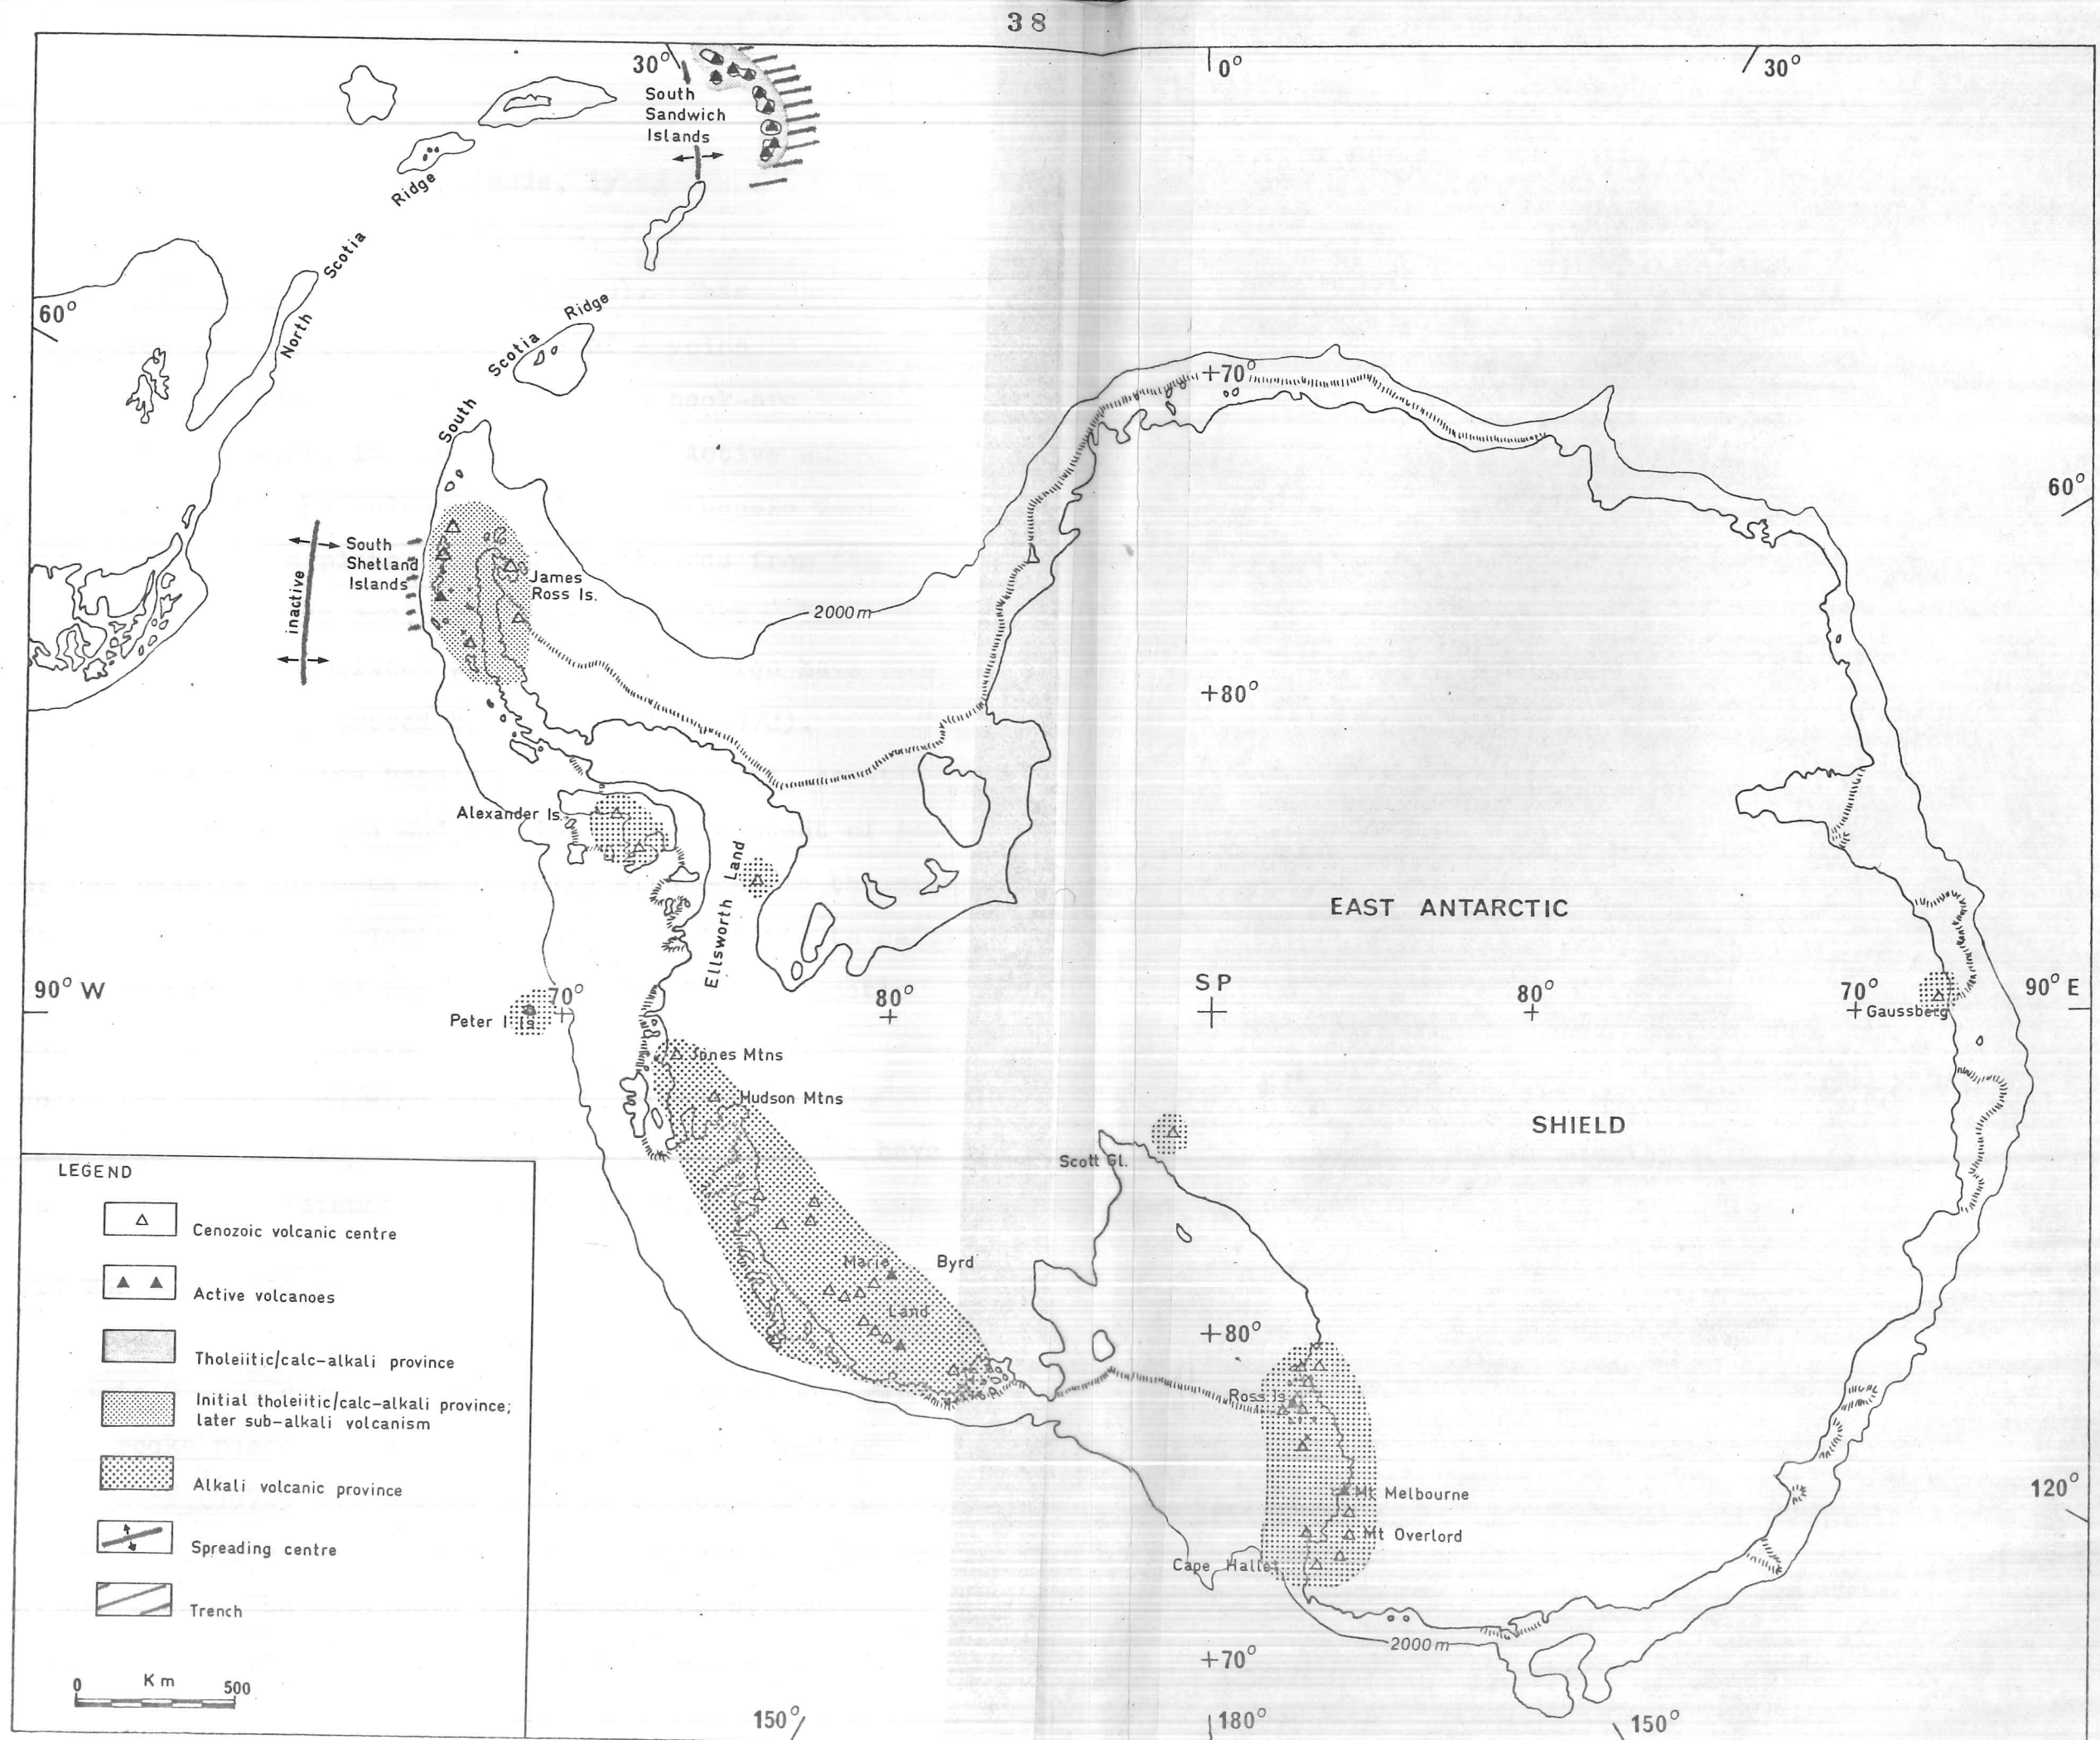 38
30°
0°
30°
South
Sandwich
Islands
Ridge
Scotia
North
60°
Ridge
Scotia
South
+70°
60°
South
Shetland
Islands
inactive
James
Ross Is.
2000m
+80°
Alexander Is.
Ellsworth Land
EAST ANTARCTIC
90° W
70°
80°
SP
80°
70°
90° E
Peter I Is
Gaussberg
Jones Mtns
Hudson Mtns
SHIELD
Scott Gl.
LEGEND
Cenozoic volcanic centre
Active volcanoes
Tholeiitic/calc-alkali province
Initial tholeiitic/calc-alkali province;
later sub-alkali volcanism
Alkali volcanic province
Spreading centre
Trench
Km
0 500
Marie Byrd
Land
+80°
Ross Is.
Mt Melbourne
120°
Mt Overlord
Cape Hallet
2000m
+70°
150°
180°
150°